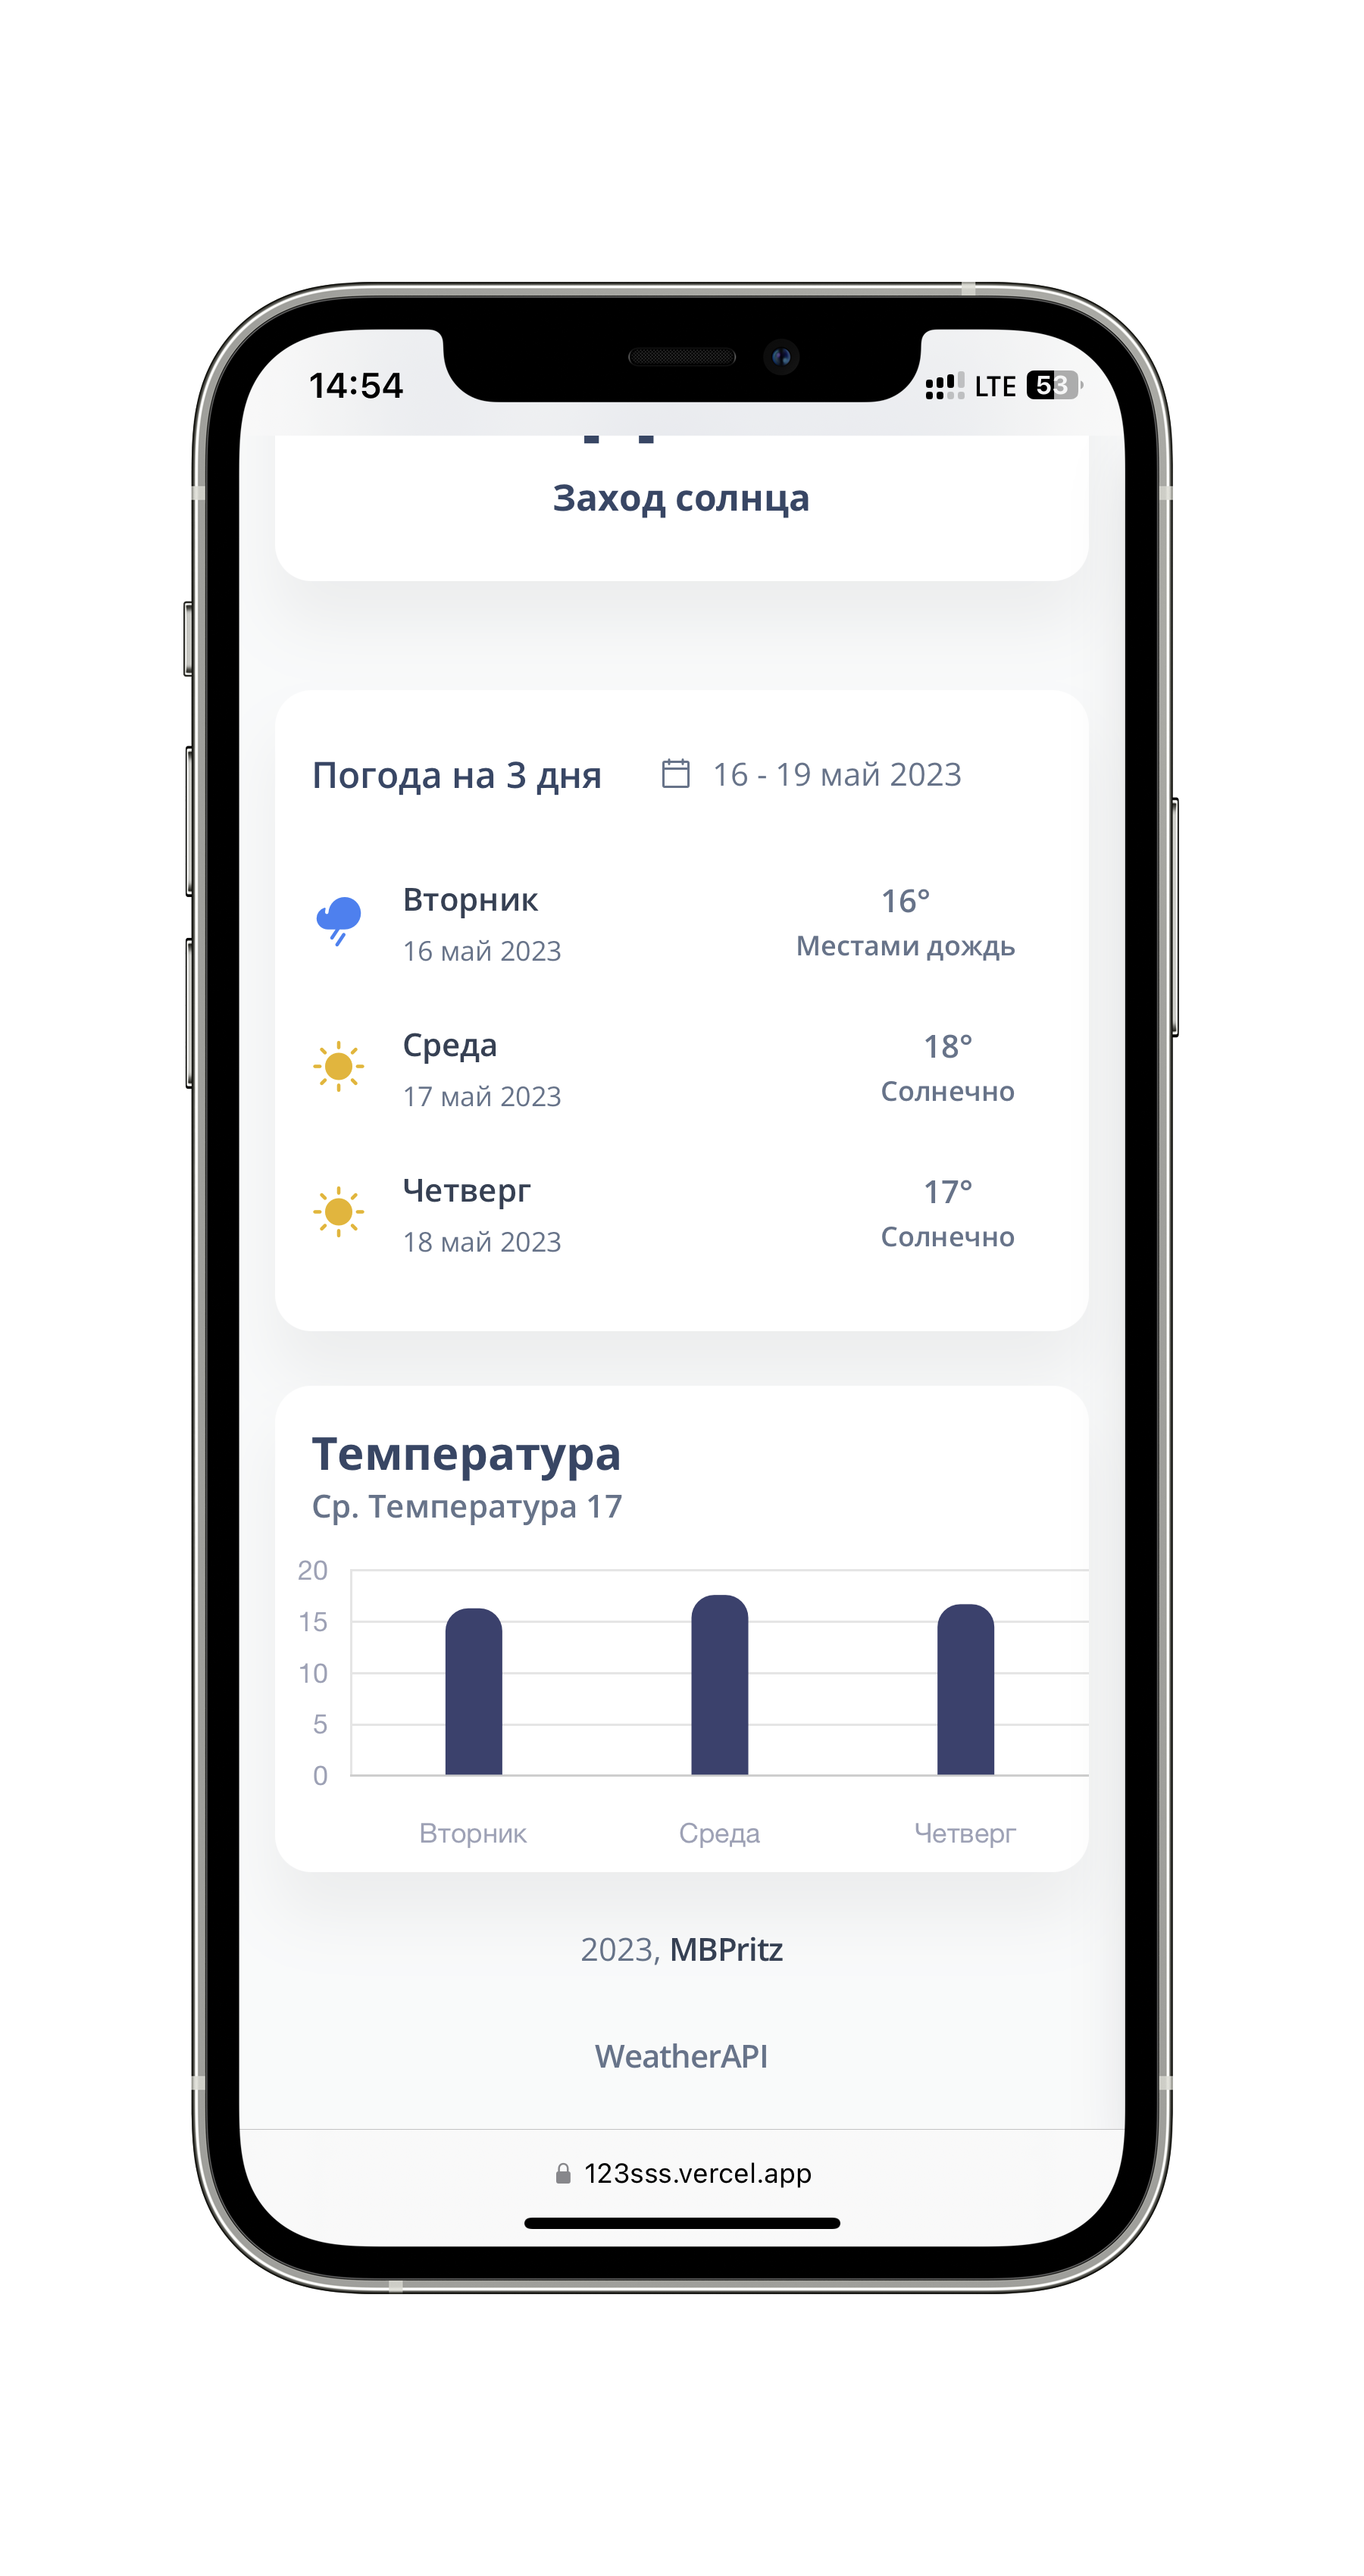 14:54 LTE 53
Заход солнца
Погода на 3 дня 16 - 19 май 2023
Вторник 16°
16 май 2023 Местами дождь
Среда 18°
17 май 2023 Солнечно
Четверг 17°
18 май 2023 Солнечно
Температура
Ср. Температура 17
20
15
10
5
0
Вторник Среда Четверг
2023, MBPritz
WeatherAPI
123sss.vercel.app